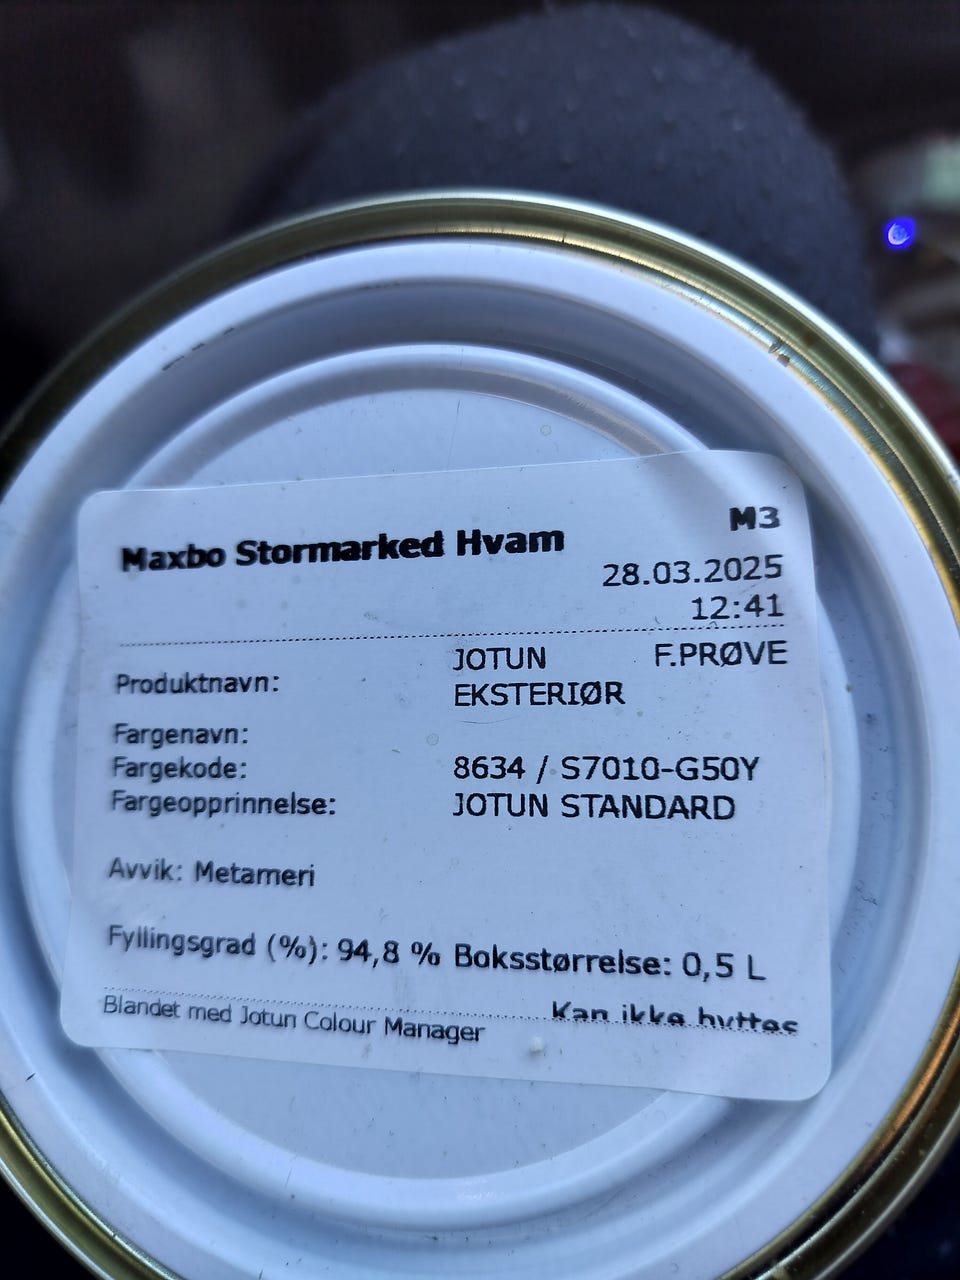 Maxbo Stormarked Hvam
M3
28.03.2025
12:41
Produktnavn: JOTUN F.PRØVE
EKSTERIØR
Fargenavn:
Fargekode: 8634 / S7010-G50Y
Fargeopprinnelse: JOTUN STANDARD
Avvik: Metameri
Fyllingsgrad (%): 94,8 % Boksstørrelse: 0,5 L
Kan ikke byttes
Blandet med Jotun Colour Manager